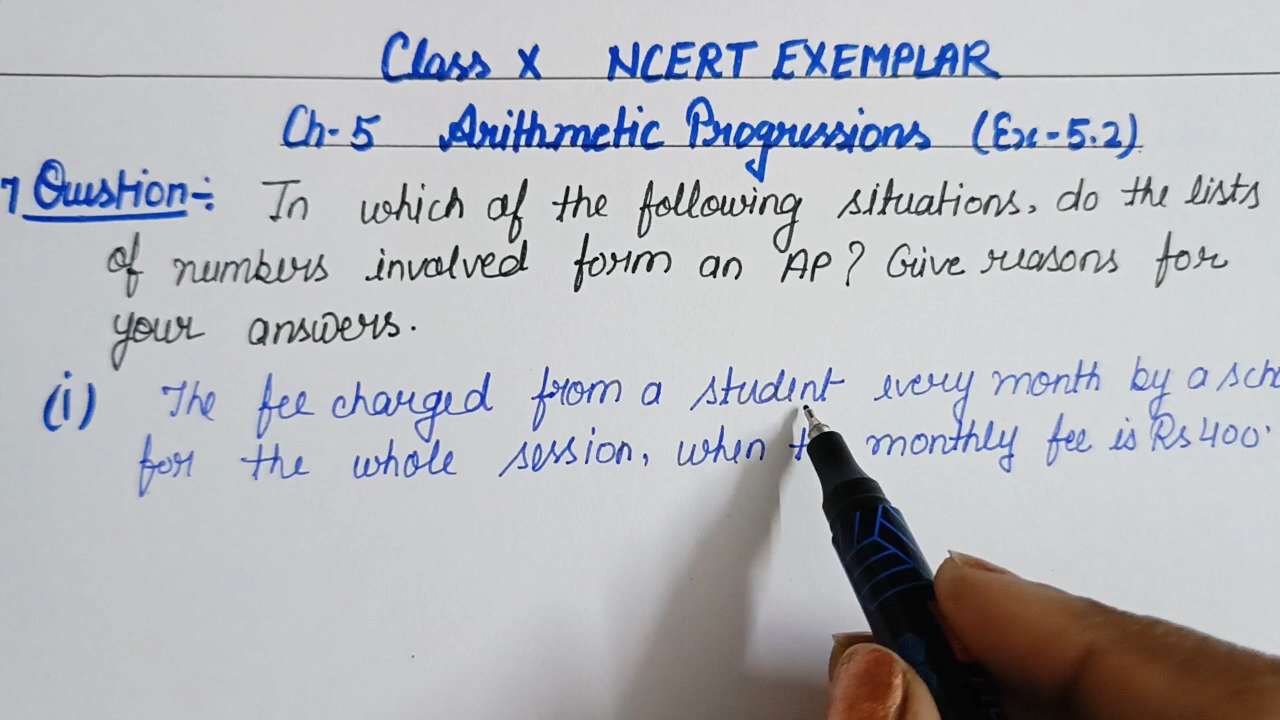 Class X NCERT EXEMPLAR
Ch-5 Arithmetic Progressions (Ex-5.2)
7 Question:- In which of the following situations, do the lists
of numbers involved form an AP? Give reasons for
your answers.
(i) The fee charged from a student every month by a
for the whole session, when monthly fee is Rs 400.